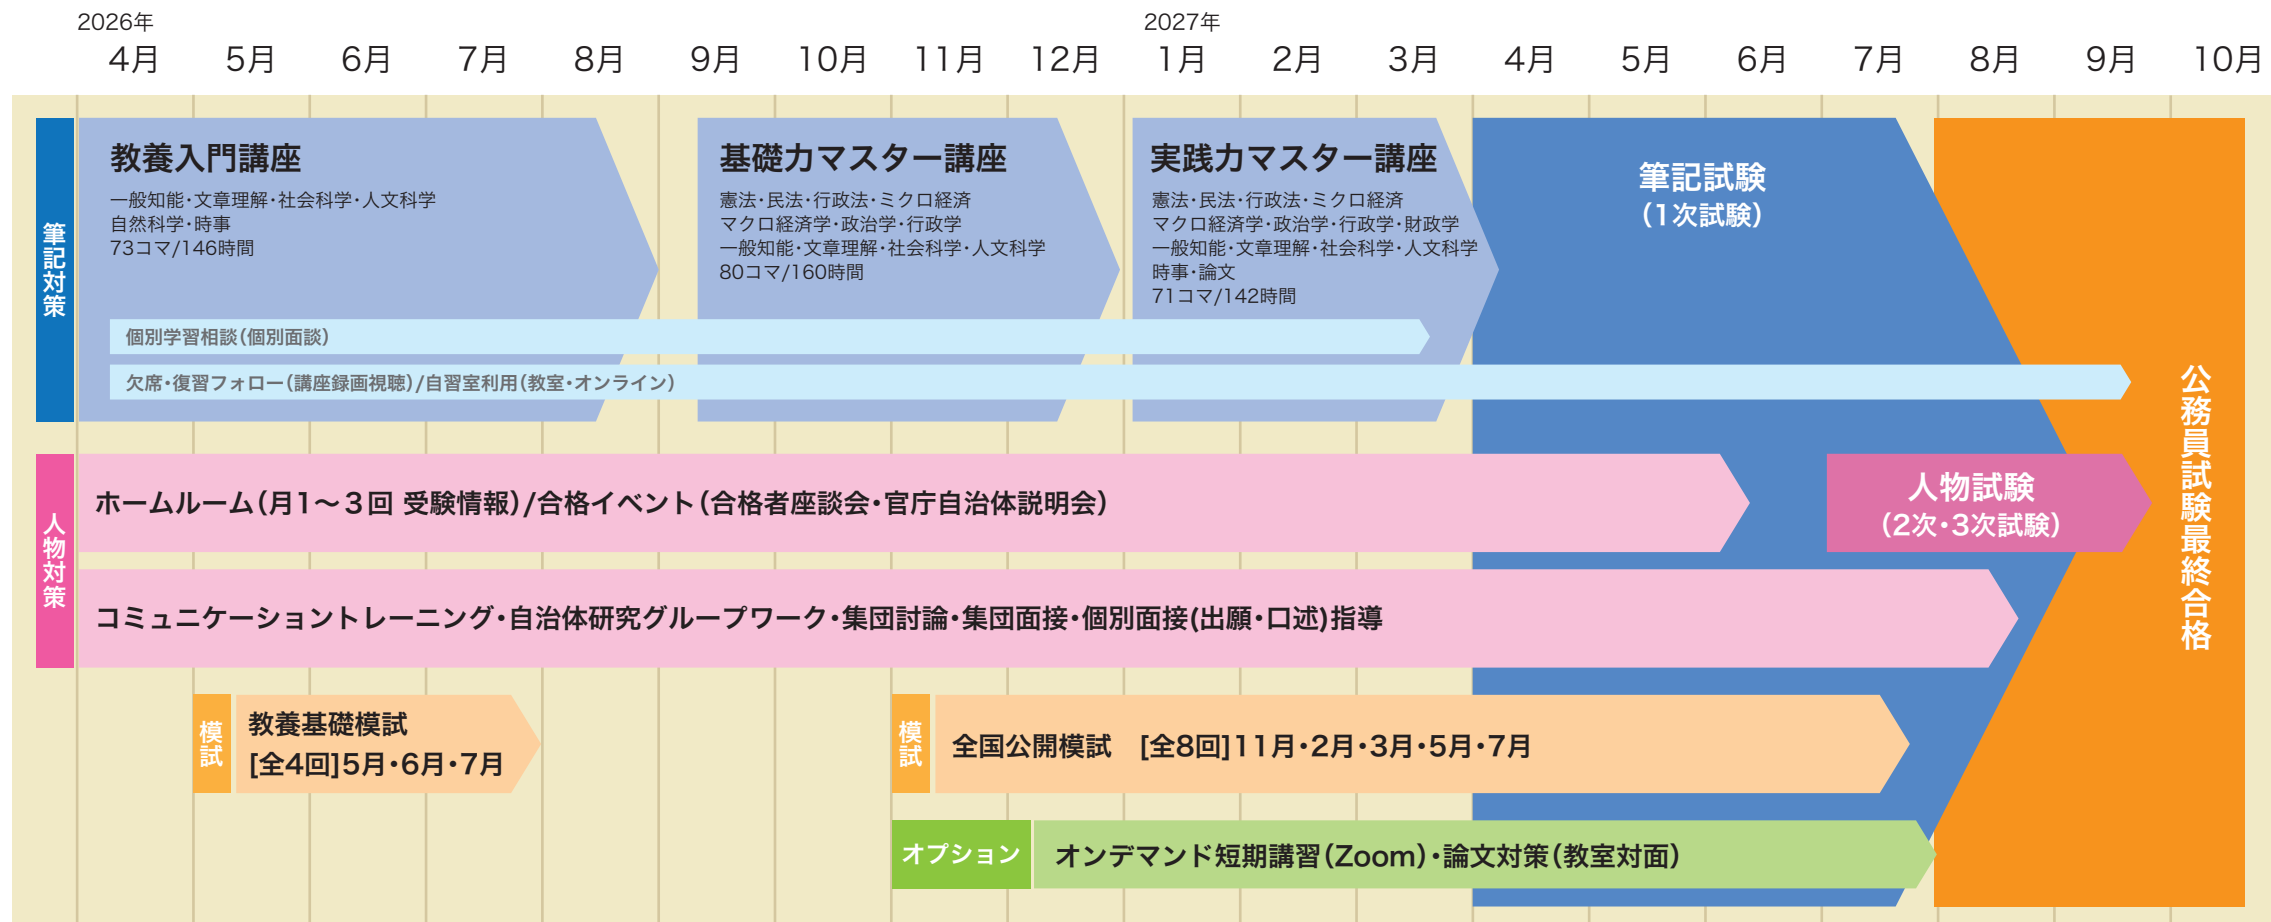 2026年
2027年
4月 5月 6月 7月 8月 9月 10月 11月 12月 1月 2月 3月 4月 5月 6月 7月 8月 9月 10月
筆記対策
教養入門講座
一般知能・文章理解・社会科学・人文科学
自然科学・時事
73コマ/146時間
基礎力マスター講座
憲法・民法・行政法・ミクロ経済
マクロ経済学・政治学・行政学
一般知能・文章理解・社会科学・人文科学
80コマ/160時間
実践力マスター講座
憲法・民法・行政法・ミクロ経済
マクロ経済学・政治学・行政学・財政学
一般知能・文章理解・社会科学・人文科学
時事・論文
71コマ/142時間
筆記試験
(1次試験)
個別学習相談(個別面談)
欠席・復習フォロー(講座録画視聴)/自習室利用(教室・オンライン)
公務員試験最終合格
人物対策
ホームルーム(月1〜3回 受験情報)/合格イベント(合格者座談会・官庁自治体説明会)
人物試験
(2次・3次試験)
コミュニケーショントレーニング・自治体研究グループワーク・集団討論・集団面接・個別面接(出願・口述)指導
模試
教養基礎模試
[全4回]5月・6月・7月
模試
全国公開模試　[全8回]11月・2月・3月・5月・7月
オプション
オンデマンド短期講習(Zoom)・論文対策(教室対面)